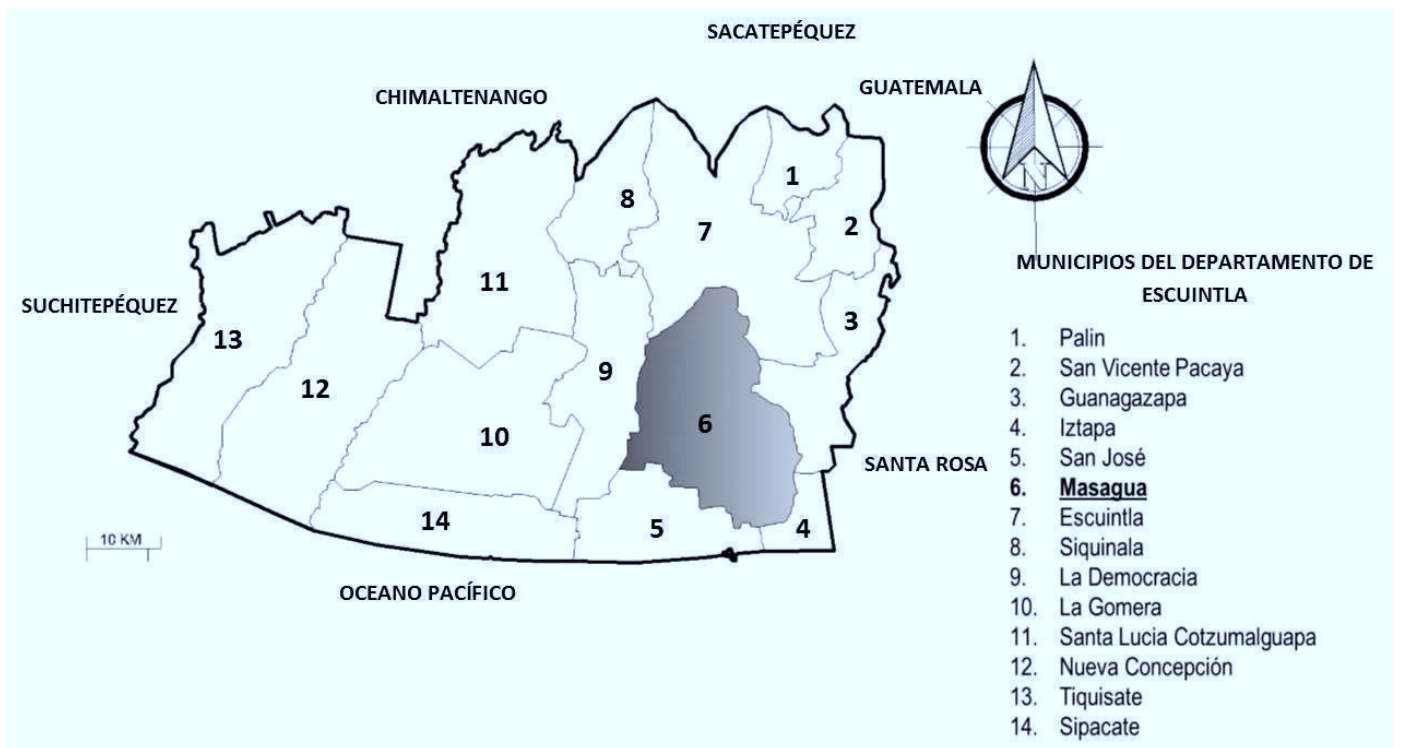 SACATEPÉQUEZ
GUATEMALA
CHIMALTENANGO
N
1
8
2
7
MUNICIPIOS DEL DEPARTAMENTO DE
ESCUINTLA
11
SUCHITEPÉQUEZ
3
13
9
12
6
10
SANTA ROSA
14
5
4
10 KM
OCEANO PACÍFICO
1. Palin
2. San Vicente Pacaya
3. Guanagazapa
4. Iztapa
5. San José
6. Masagua
7. Escuintla
8. Siquinala
9. La Democracia
10. La Gomera
11. Santa Lucia Cotzumalguapa
12. Nueva Concepción
13. Tiquisate
14. Sipacate